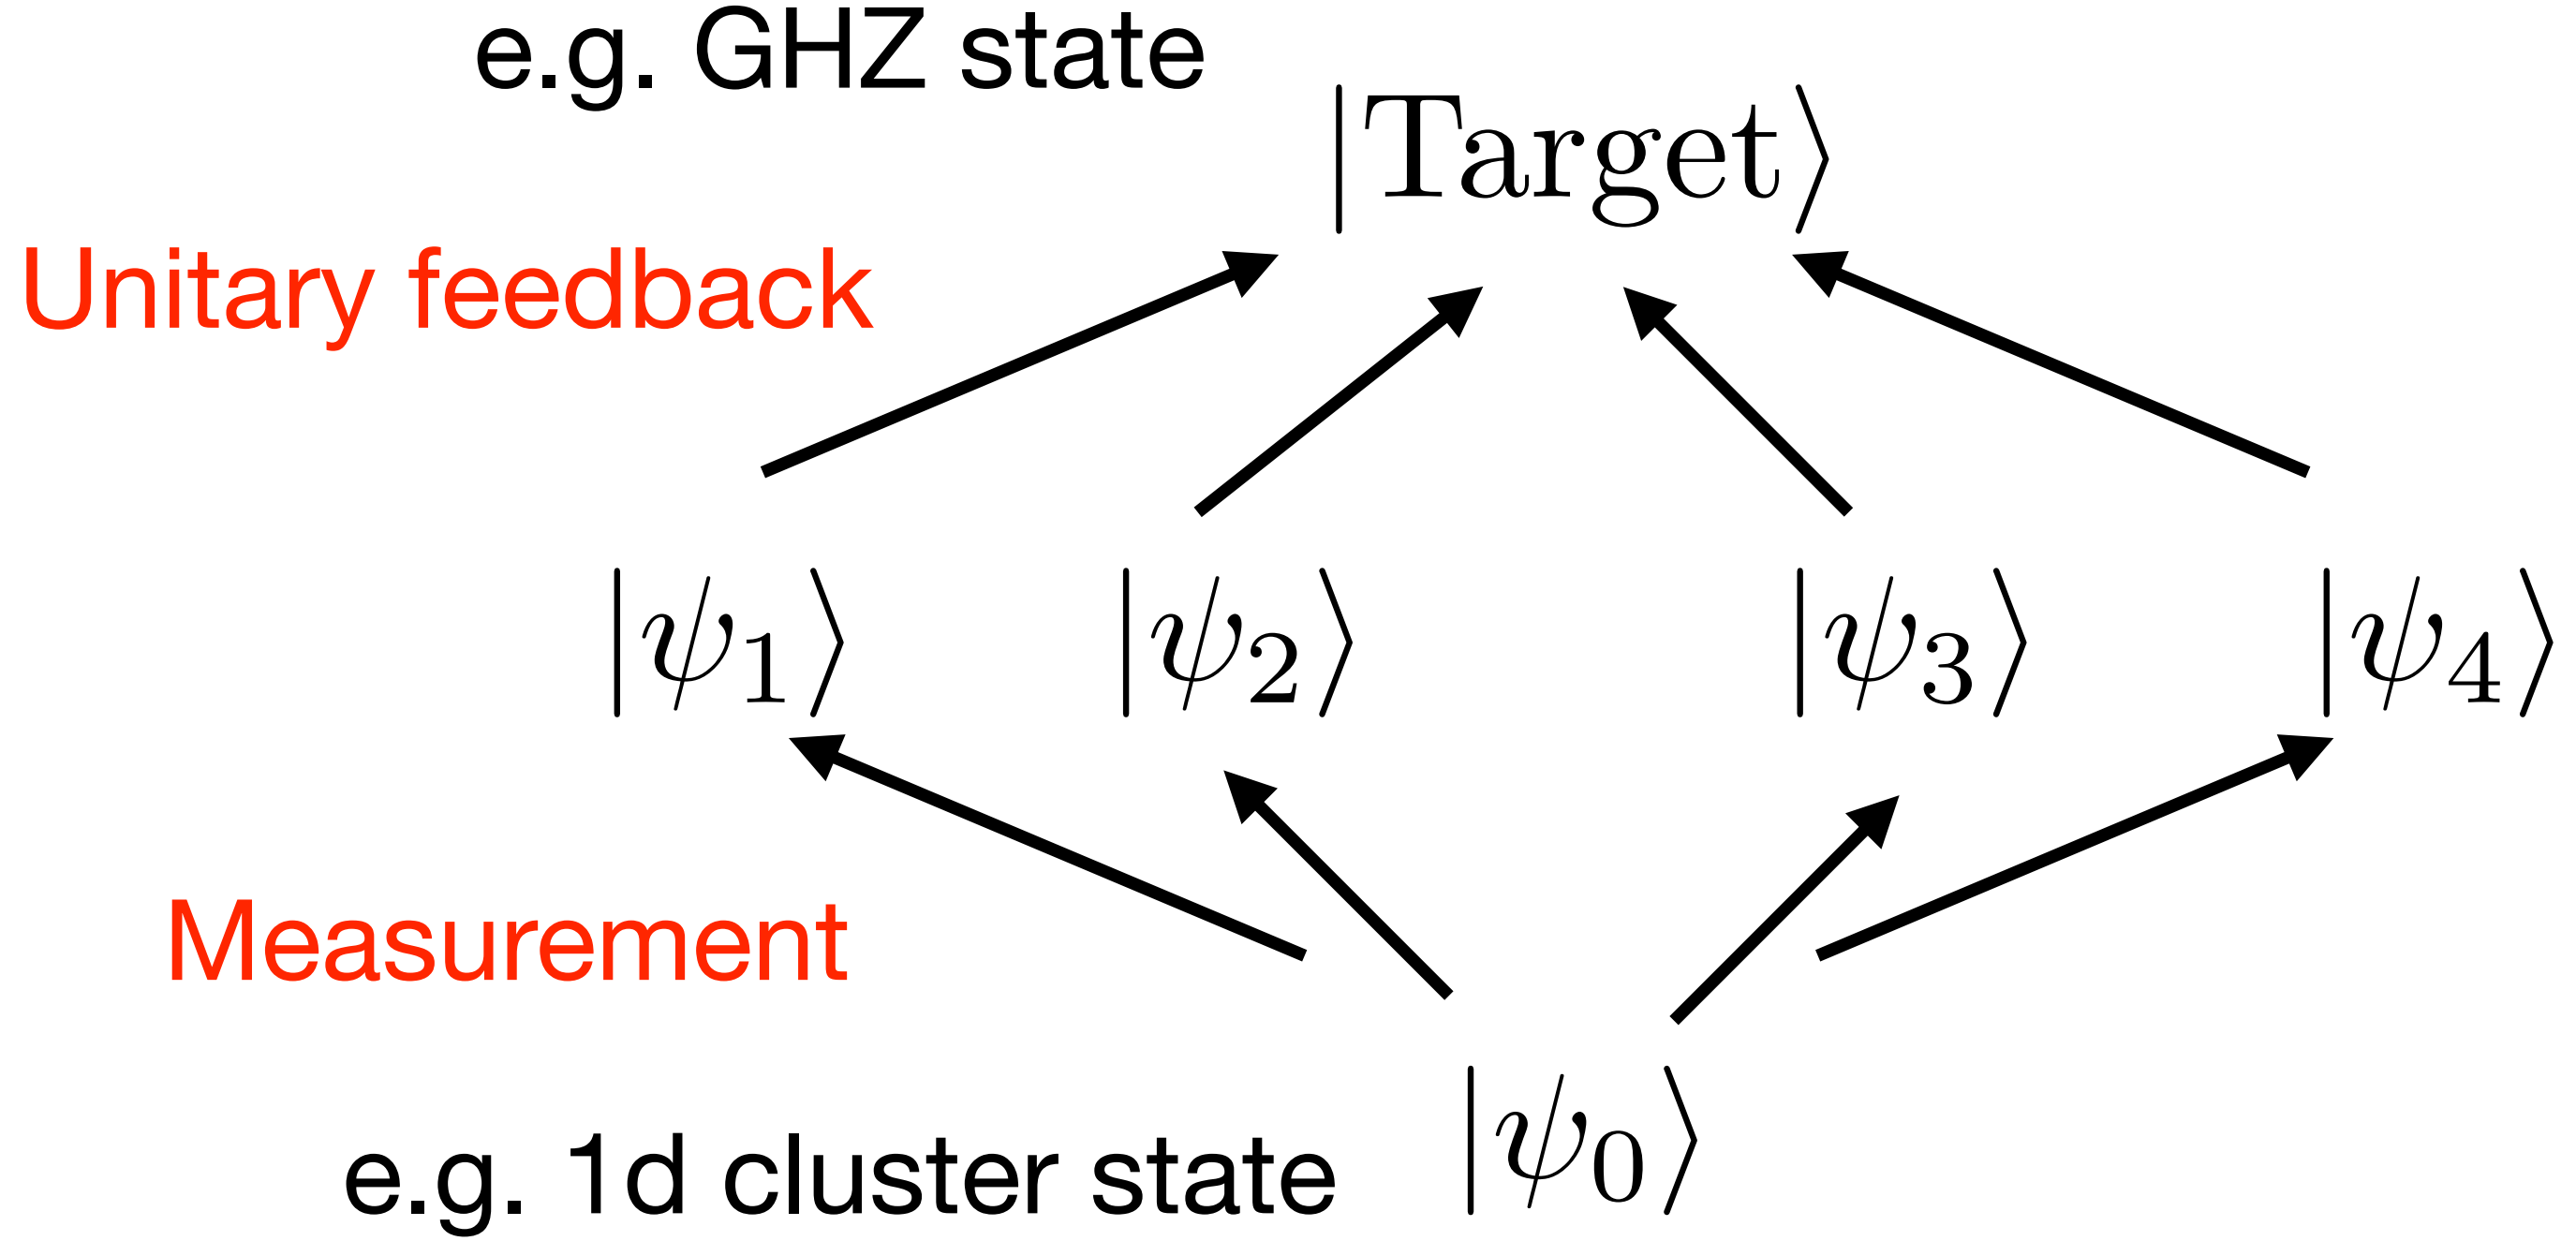 e.g. GHZ state
|Target⟩
Unitary feedback
|ψ₁⟩ |ψ₂⟩ |ψ₃⟩ |ψ₄⟩
Measurement
e.g. 1d cluster state |ψ₀⟩